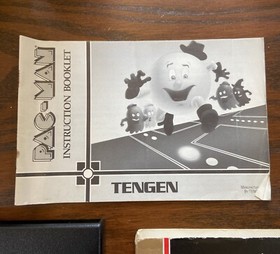 PAC-MAN
INSTRUCTION BOOKLET
TENGEN